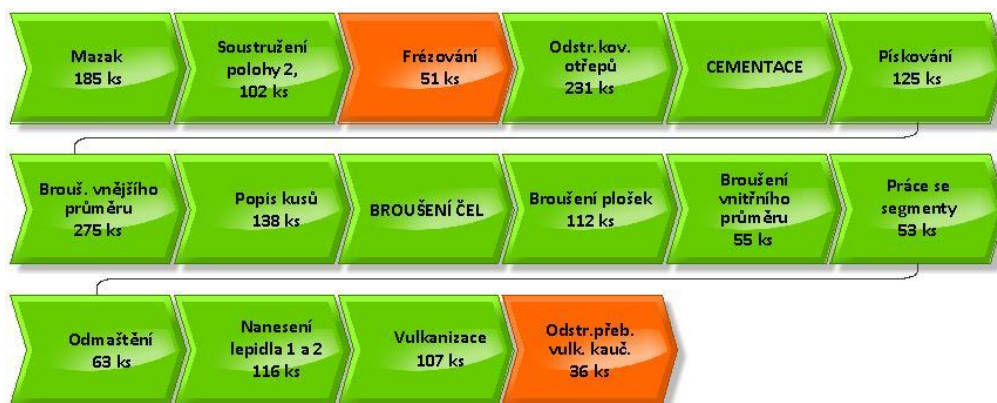 Mazak
185 ks
Soustružení
polohy 2,
102 ks
Frézování
51 ks
Odstr.kov.
otřepů
231 ks
CEMENTACE
Pískování
125 ks
Brouš. vnějšího
průměru
275 ks
Popis kusů
138 ks
BROUŠENÍ ČEL
Broušení plošek
112 ks
Broušení
vnitřního
průměru
55 ks
Práce se
segmenty
53 ks
Odmaštění
63 ks
Nanesení
lepidla 1 a 2
116 ks
Vulkanizace
107 ks
Odstr.přeb.
vulk. kauč.
36 ks